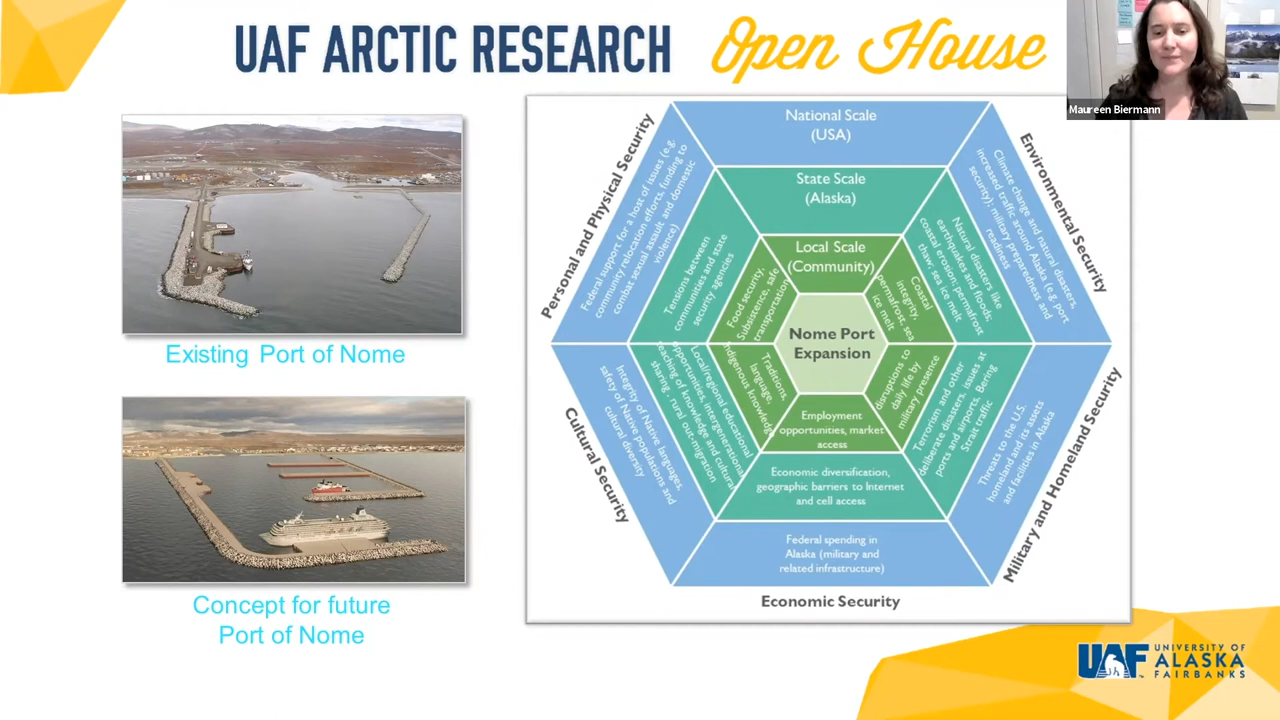 UAF ARCTIC RESEARCH Open House
Maureen Biermann
Existing Port of Nome
Concept for future
Port of Nome
National Scale
(USA)
State Scale
(Alaska)
Local Scale
(Community)
Nome Port
Expansion
Personal and Physical Security
Federal support for a host of issues (e.g.
community relocation efforts, funding to
combat sexual assault and domestic
violence)
Tensions between
communities and state
security agencies
Food security,
Subsistence, safe
transportation
Environmental Security
Climate change and natural disasters,
increased traffic around Alaska (e.g. port
security); military preparedness and
readiness
Natural disasters like
earthquakes and floods;
coastal erosion; permafrost
thaw; sea ice melt
Coastal
integrity,
permafrost, sea
ice melt
Cultural Security
Integrity of Native languages,
safety of Native populations and
cultural diversity
Local/regional educational
opportunities, intergenerational
teaching of knowledge and cultural
sharing, rural out-migration
Traditions,
language,
Indigenous knowledge
Military and Homeland Security
Threats to the U.S.
homeland and its assets
and facilities in Alaska
Terrorism and other
deliberate disasters, issues at
ports and airports, Bering
Strait traffic
disruptions to
daily life by
military presence
Employment
opportunities, market
access
Economic diversification,
geographic barriers to Internet
and cell access
Federal spending in
Alaska (military and
related infrastructure)
Economic Security
UAF UNIVERSITY OF
ALASKA
FAIRBANKS